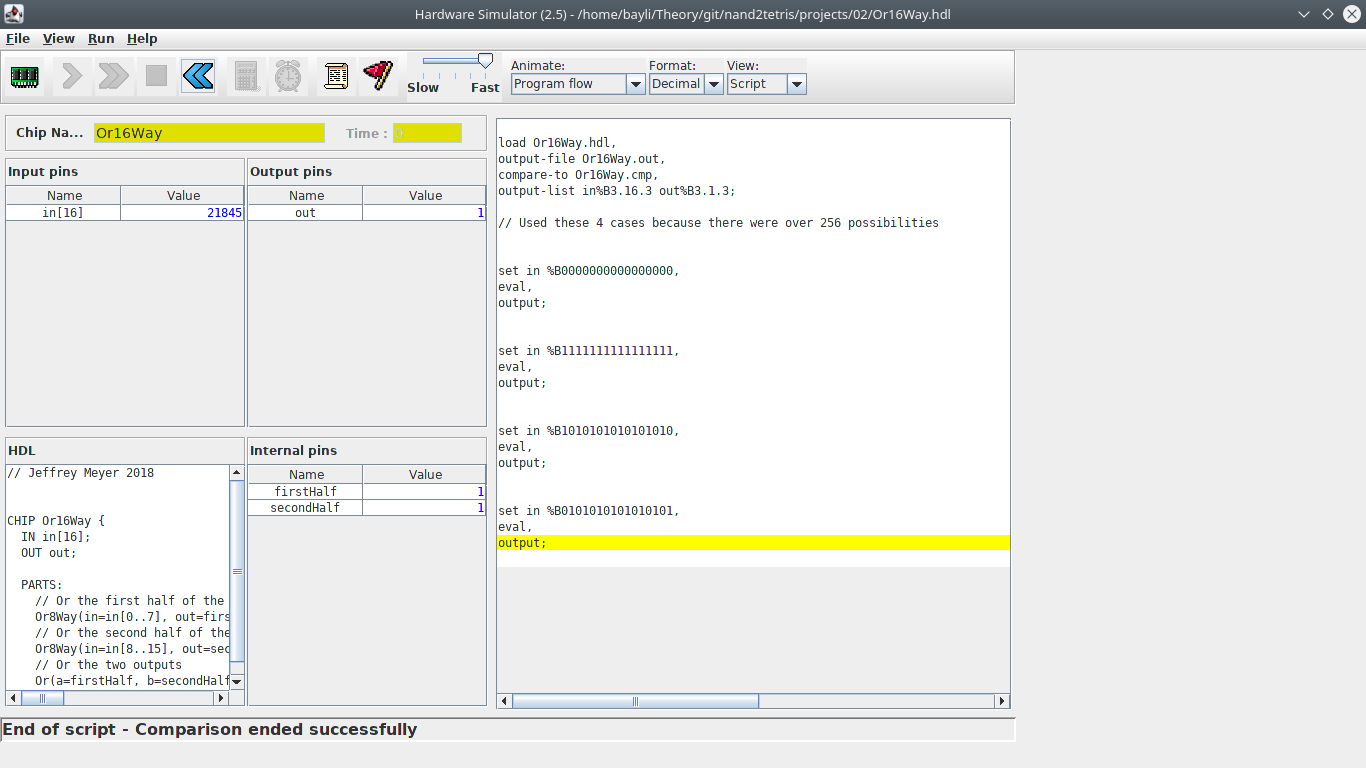 Hardware Simulator (2.5) - /home/bayli/Theory/git/nand2tetris/projects/02/Or16Way.hdl
File View Run Help
Slow Fast
Animate:
Program flow
Format:
Decimal
View:
Script
Chip Na... Or16Way Time : 0
Input pins
Name Value
in[16] 21845
Output pins
Name Value
out 1
HDL
// Jeffrey Meyer 2018
CHIP Or16Way {
IN in[16];
OUT out;
PARTS:
// Or the first half of the
Or8Way(in=in[0..7], out=firs
// Or the second half of the
Or8Way(in=in[8..15], out=sec
// Or the two outputs
Or(a=firstHalf, b=secondHalf
Internal pins
Name Value
firstHalf 1
secondHalf 1
load Or16Way.hdl,
output-file Or16Way.out,
compare-to Or16Way.cmp,
output-list in%B3.16.3 out%B3.1.3;
// Used these 4 cases because there were over 256 possibilities
set in %B0000000000000000,
eval,
output;
set in %B1111111111111111,
eval,
output;
set in %B1010101010101010,
eval,
output;
set in %B0101010101010101,
eval,
output;
End of script - Comparison ended successfully